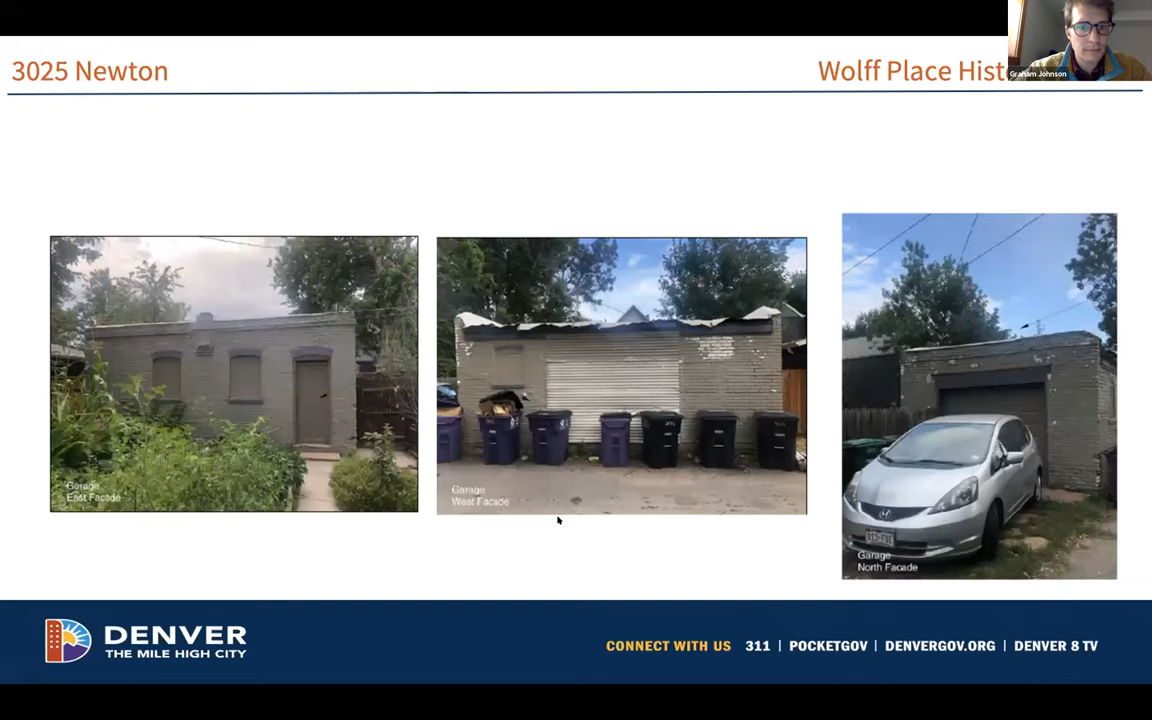 3025 Newton
Wolff Place Hist
Graham Johnson
Garage
East Facade
Garage
West Facade
Garage
North Facade
DENVER
THE MILE HIGH CITY
CONNECT WITH US 311 | POCKETGOV | DENVERGOV.ORG | DENVER 8 TV